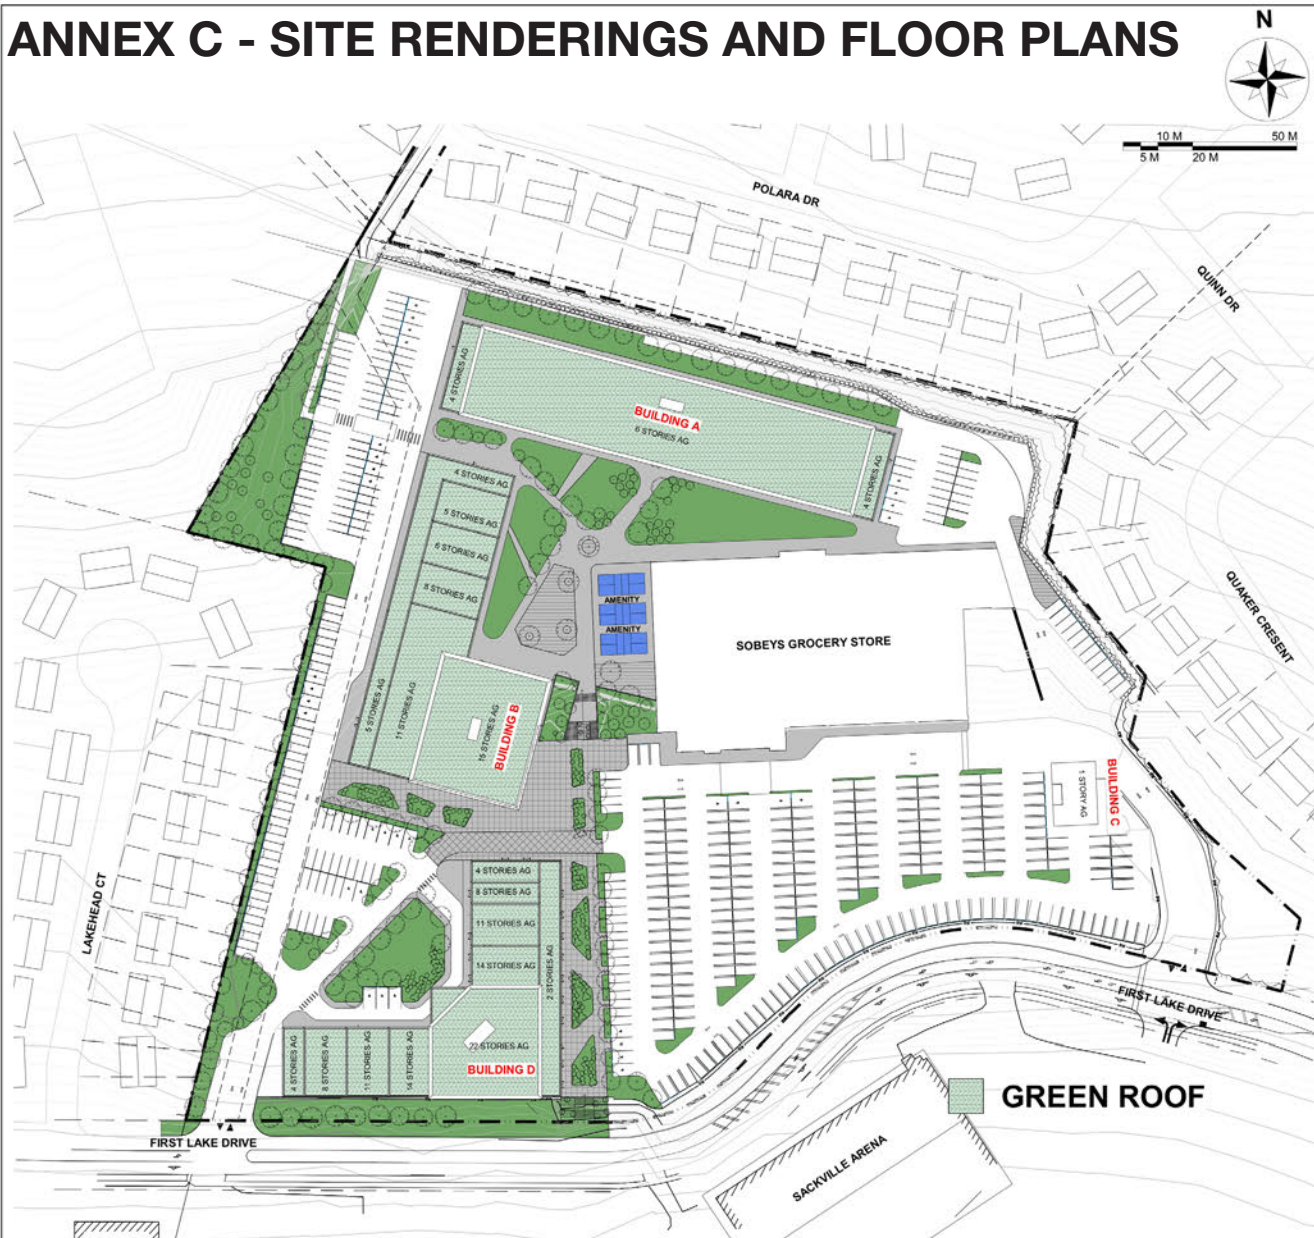 ANNEX C - SITE RENDERINGS AND FLOOR PLANS
N
10 M 50 M
5 M 20 M
POLARA DR
QUINN DR
4 STORIES AG
BUILDING A
6 STORIES AG
4 STORIES AG
4 STORIES AG
5 STORIES AG
6 STORIES AG
8 STORIES AG
AMENITY
AMENITY
SOBEYS GROCERY STORE
QUAKER CRESENT
5 STORIES AG
11 STORIES AG
15 STORIES AG
BUILDING B
1 STORY AG
BUILDING C
LAKEHEAD CT
4 STORIES AG
8 STORIES AG
11 STORIES AG
14 STORIES AG
2 STORIES AG
4 STORIES AG
8 STORIES AG
11 STORIES AG
14 STORIES AG
22 STORIES AG
BUILDING D
FIRST LAKE DRIVE
GREEN ROOF
FIRST LAKE DRIVE
SACKVILLE ARENA